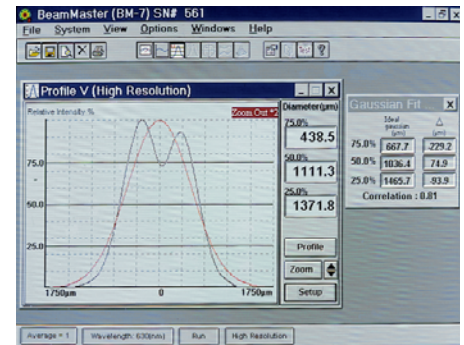 BeamMaster (BM-7) SN# 561
File System View Options Windows Help
Profile V (High Resolution)
Relative Intensity %
Zoom Out *2
75.0
50.0
25.0
1750µm 0 1750µm
Diameter(µm)
75.0%
438.5
50.0%
1111.3
25.0%
1371.8
Profile
Zoom
Setup
Gaussian Fit ...
Ideal gaussian (µm) Δ (µm)
75.0% 667.7 -229.2
50.0% 1036.4 74.9
25.0% 1465.7 -93.9
Correlation : 0.81
Average = 1 Wavelength: 630(nm) Run High Resolution